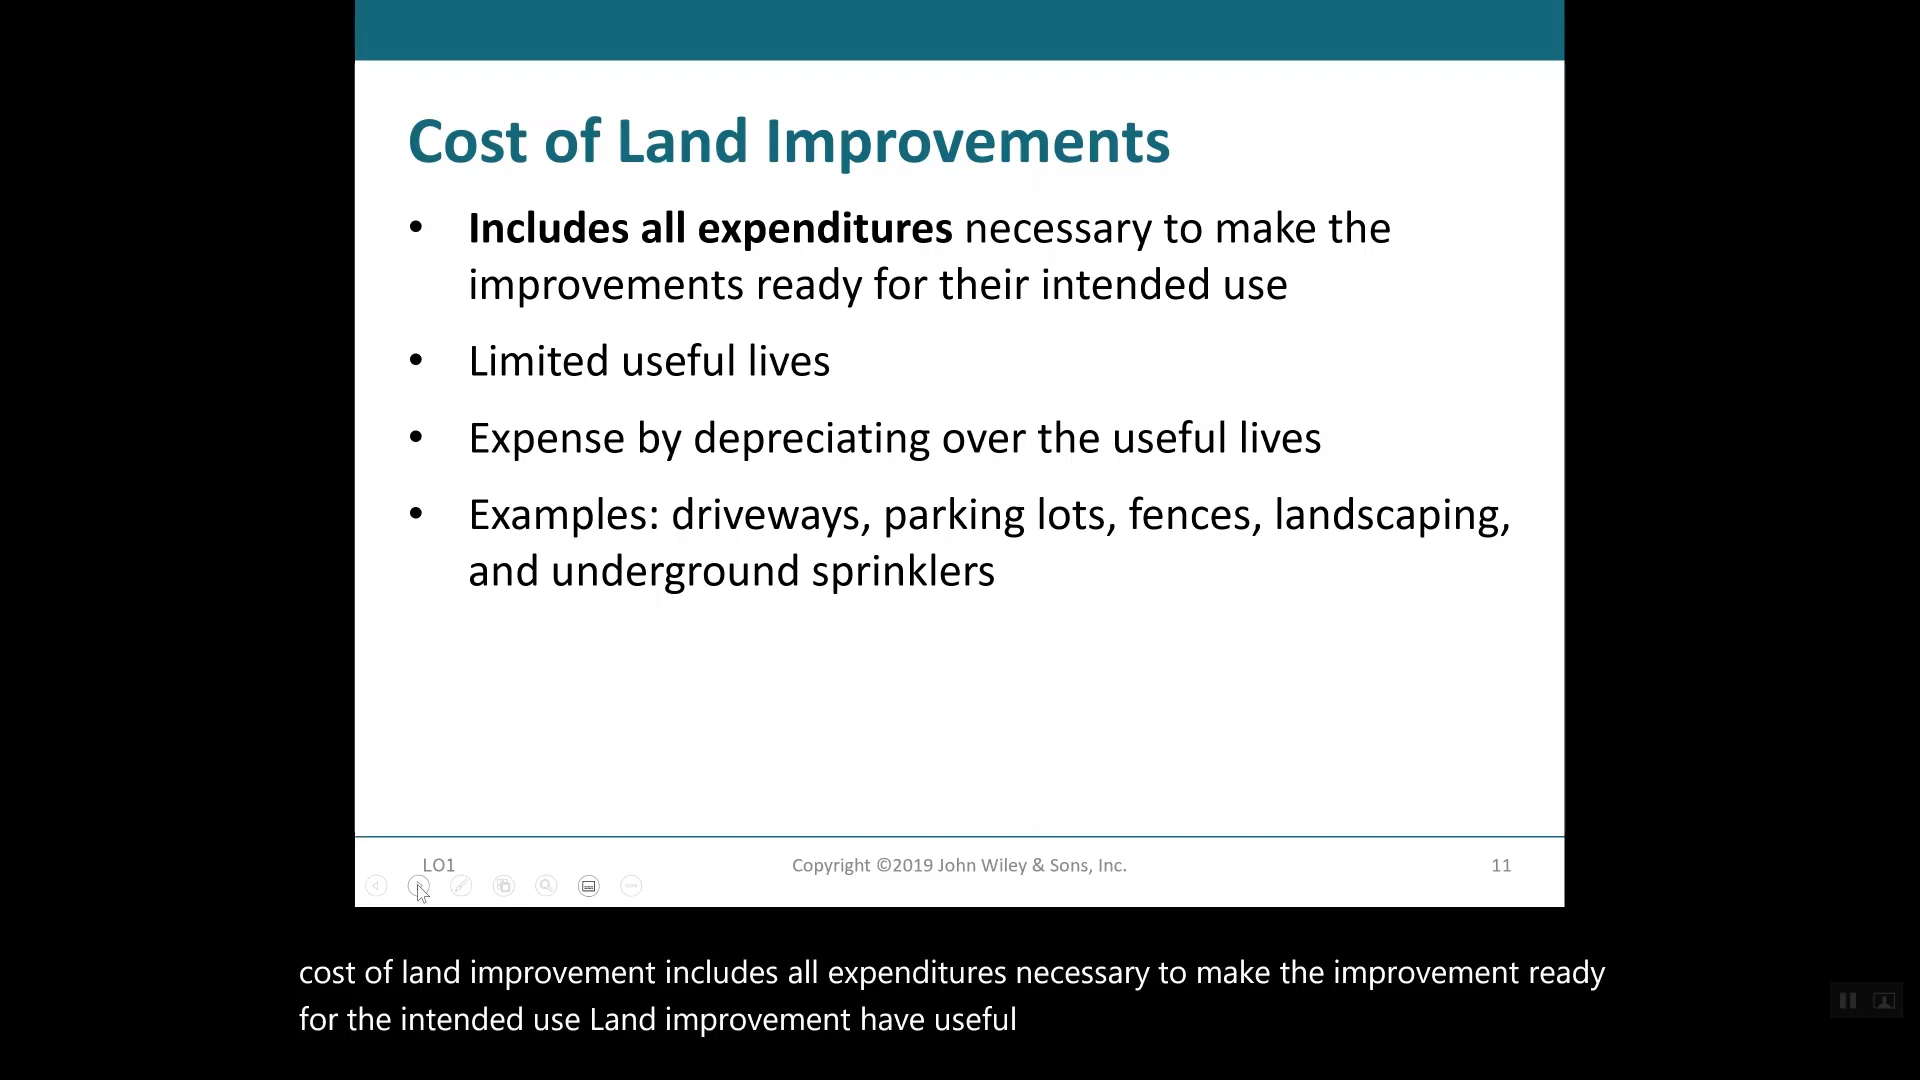 Cost of Land Improvements
• Includes all expenditures necessary to make the
improvements ready for their intended use
• Limited useful lives
• Expense by depreciating over the useful lives
• Examples: driveways, parking lots, fences, landscaping,
and underground sprinklers
LO1
Copyright ©2019 John Wiley & Sons, Inc.
11
cost of land improvement includes all expenditures necessary to make the improvement ready
for the intended use Land improvement have useful